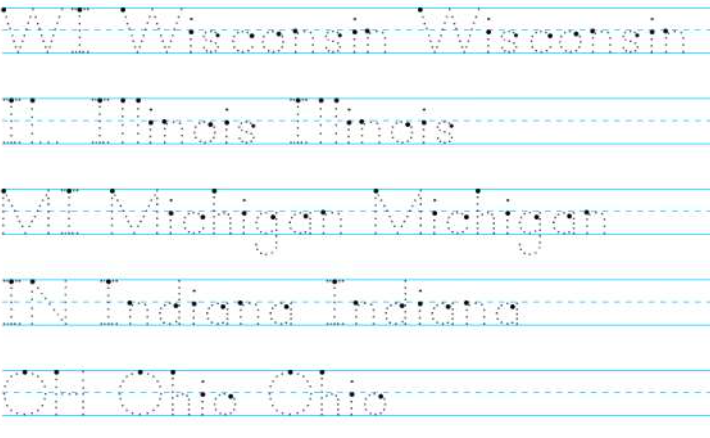 WI Wisconsin Wisconsin
IL Illinois Illinois
MI Michigan Michigan
IN Indiana Indiana
OH Ohio Ohio